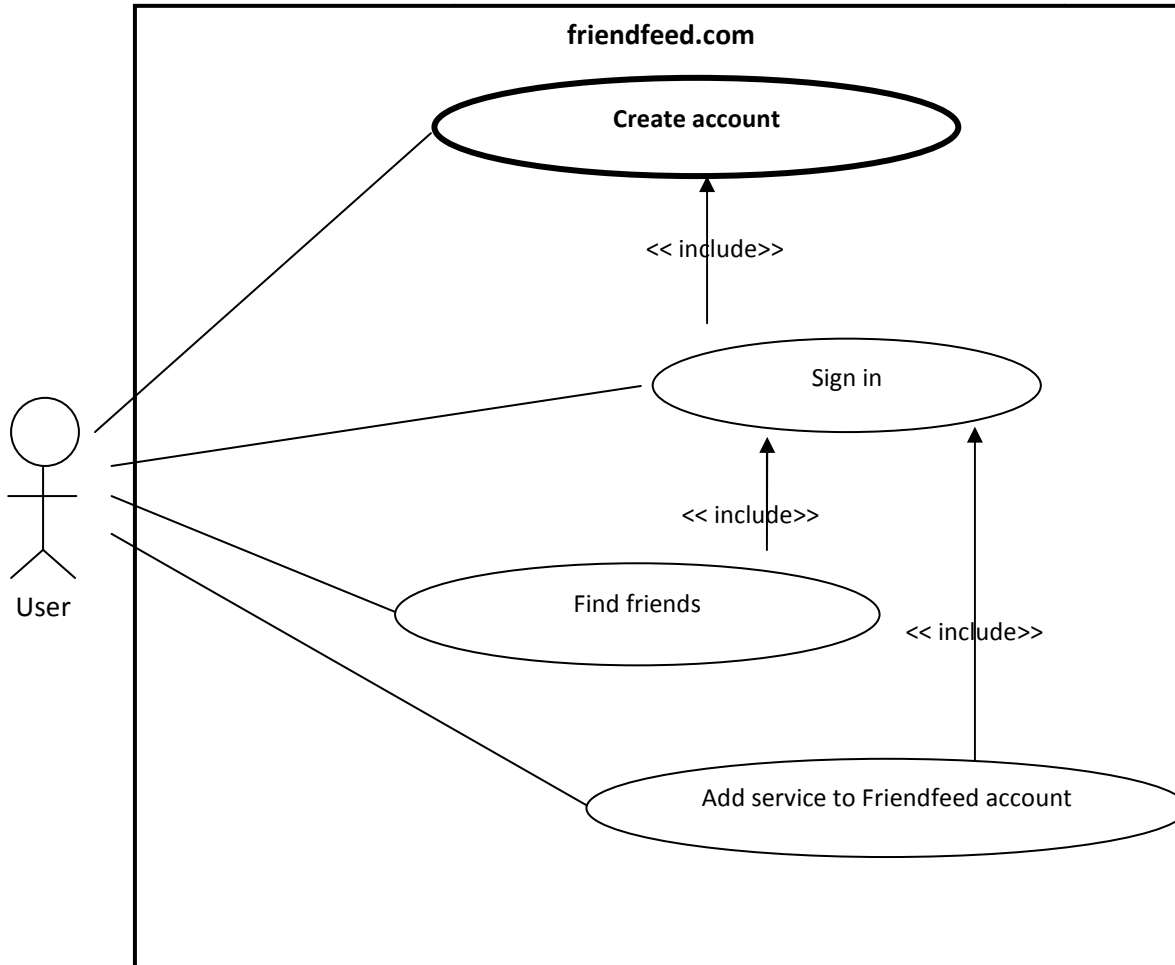 friendfeed.com
Create account
<< include>>
Sign in
<< include>>
Find friends
User
<< include>>
Add service to Friendfeed account